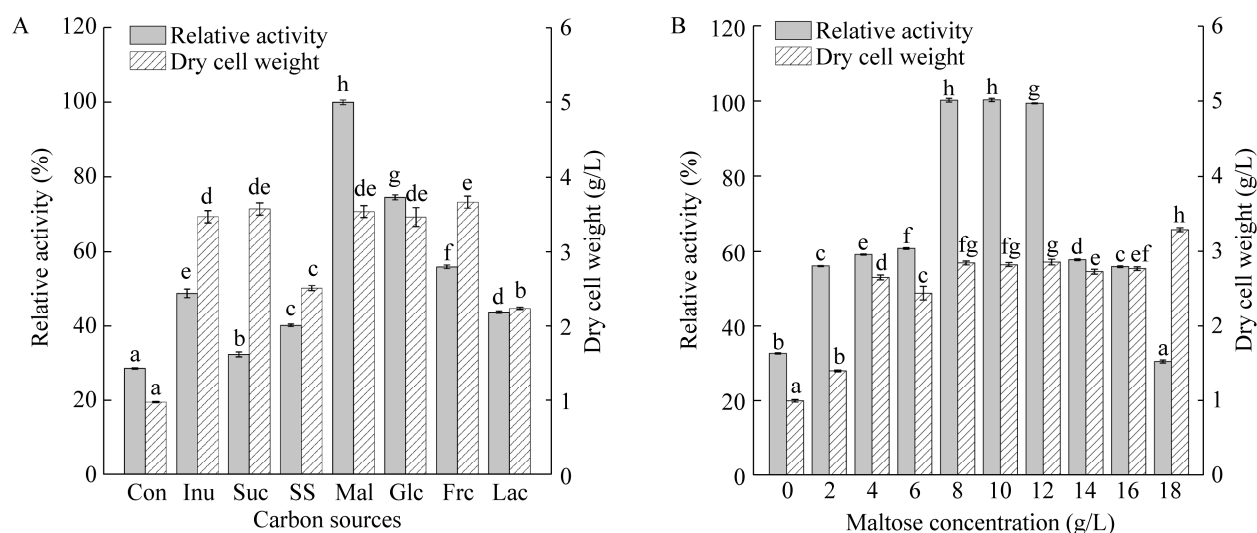 A
Relative activity
Dry cell weight
Relative activity (%)
120
100
80
60
40
20
0
a
a
e
d
b
de
c
c
h
de
g
de
f
e
d
b
6
5
4
3
2
1
0
Dry cell weight (g/L)
Con Inu Suc SS Mal Glc Frc Lac
Carbon sources
B
Relative activity
Dry cell weight
Relative activity (%)
120
100
80
60
40
20
0
b
a
c
b
e
d
f
c
h
fg
h
fg
g
g
d
e
c
ef
a
h
6
5
4
3
2
1
0
Dry cell weight (g/L)
0 2 4 6 8 10 12 14 16 18
Maltose concentration (g/L)